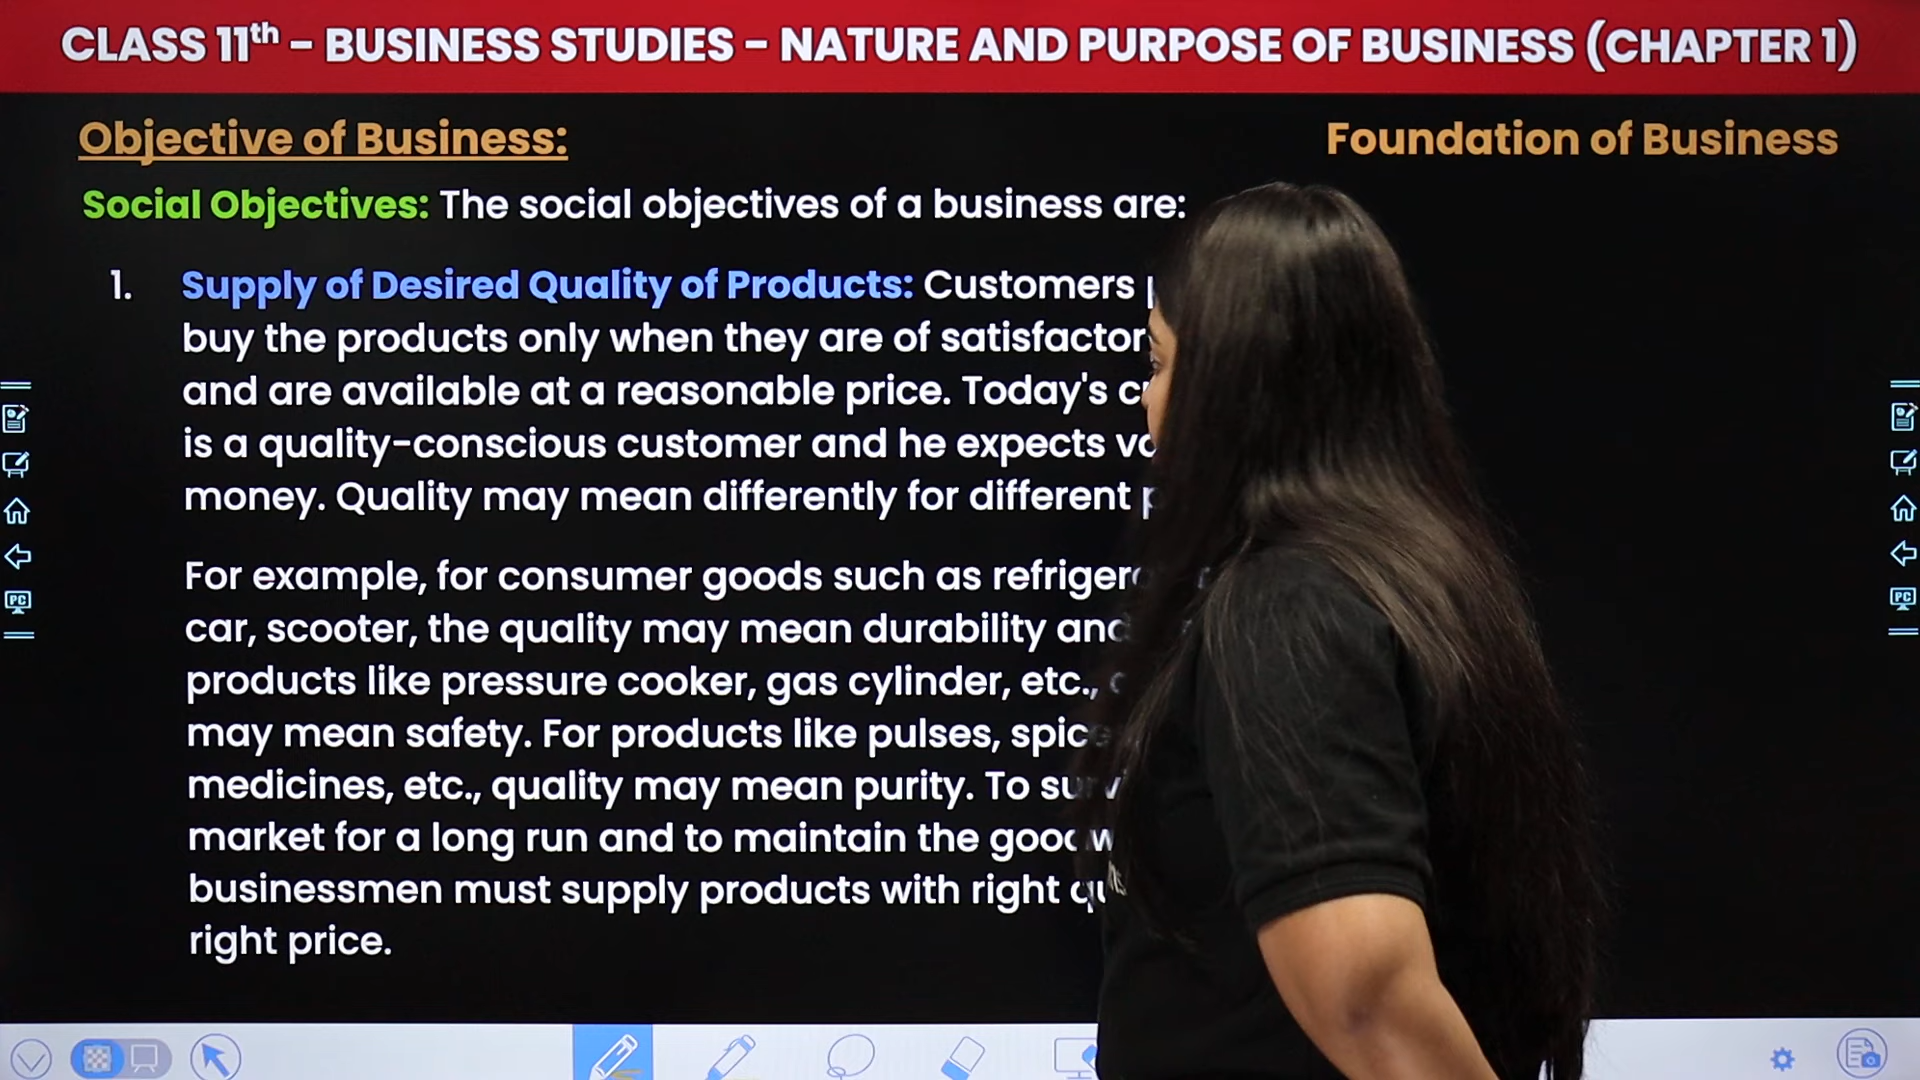 CLASS 11th - BUSINESS STUDIES - NATURE AND PURPOSE OF BUSINESS (CHAPTER 1)
Objective of Business:
Foundation of Business
Social Objectives: The social objectives of a business are:
1. Supply of Desired Quality of Products: Customers
buy the products only when they are of
and are available at a reasonable price. Today's
is a quality-conscious customer and he expects
money. Quality may mean differently for different
For example, for consumer goods such as
car, scooter, the quality may mean durability and
products like pressure cooker, gas cylinder, etc.,
may mean safety. For products like pulses,
medicines, etc., quality may mean purity. To
market for a long run and to maintain the
businessmen must supply products with right
right price.
PC
PC